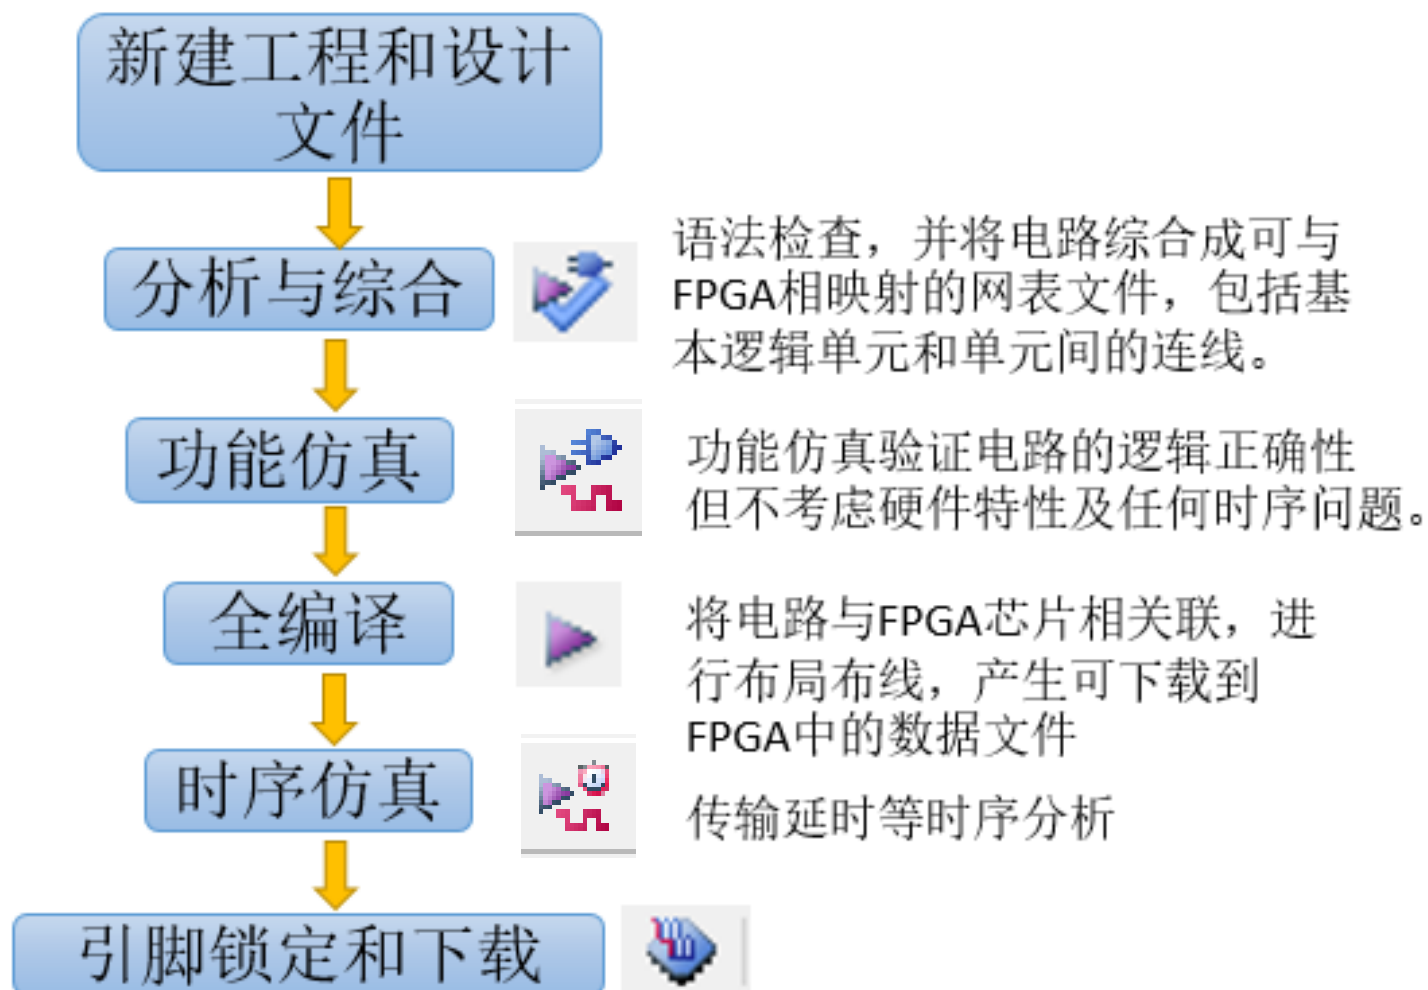 新建工程和设计
文件
分析与综合
语法检查，并将电路综合成可与
FPGA相映射的网表文件，包括基
本逻辑单元和单元间的连线。
功能仿真
功能仿真验证电路的逻辑正确性
但不考虑硬件特性及任何时序问题。
全编译
将电路与FPGA芯片相关联，进
行布局布线，产生可下载到
FPGA中的数据文件
时序仿真
传输延时等时序分析
引脚锁定和下载